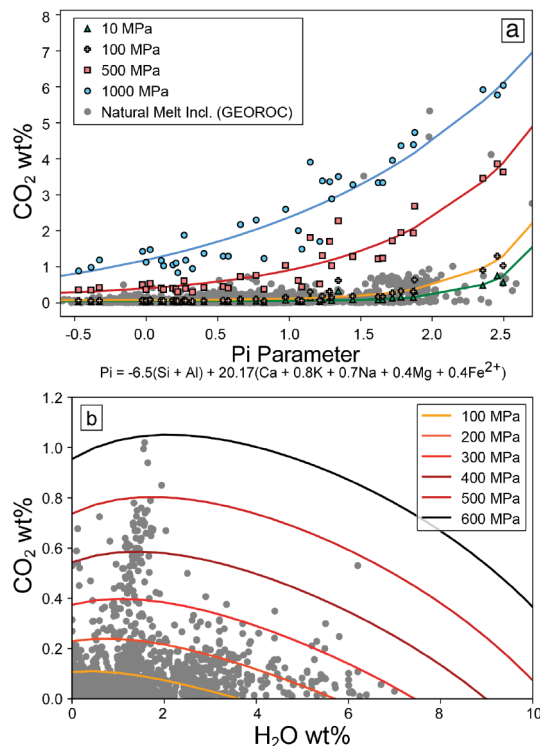 a
10 MPa
100 MPa
500 MPa
1000 MPa
Natural Melt Incl. (GEOROC)
CO2 wt%
8
7
6
5
4
3
2
1
0
-0.5 0.0 0.5 1.0 1.5 2.0 2.5
Pi Parameter
Pi = -6.5(Si + Al) + 20.17(Ca + 0.8K + 0.7Na + 0.4Mg + 0.4Fe²⁺)
b
100 MPa
200 MPa
300 MPa
400 MPa
500 MPa
600 MPa
CO2 wt%
1.2
1.0
0.8
0.6
0.4
0.2
0.0
0 2 4 6 8 10
H2O wt%